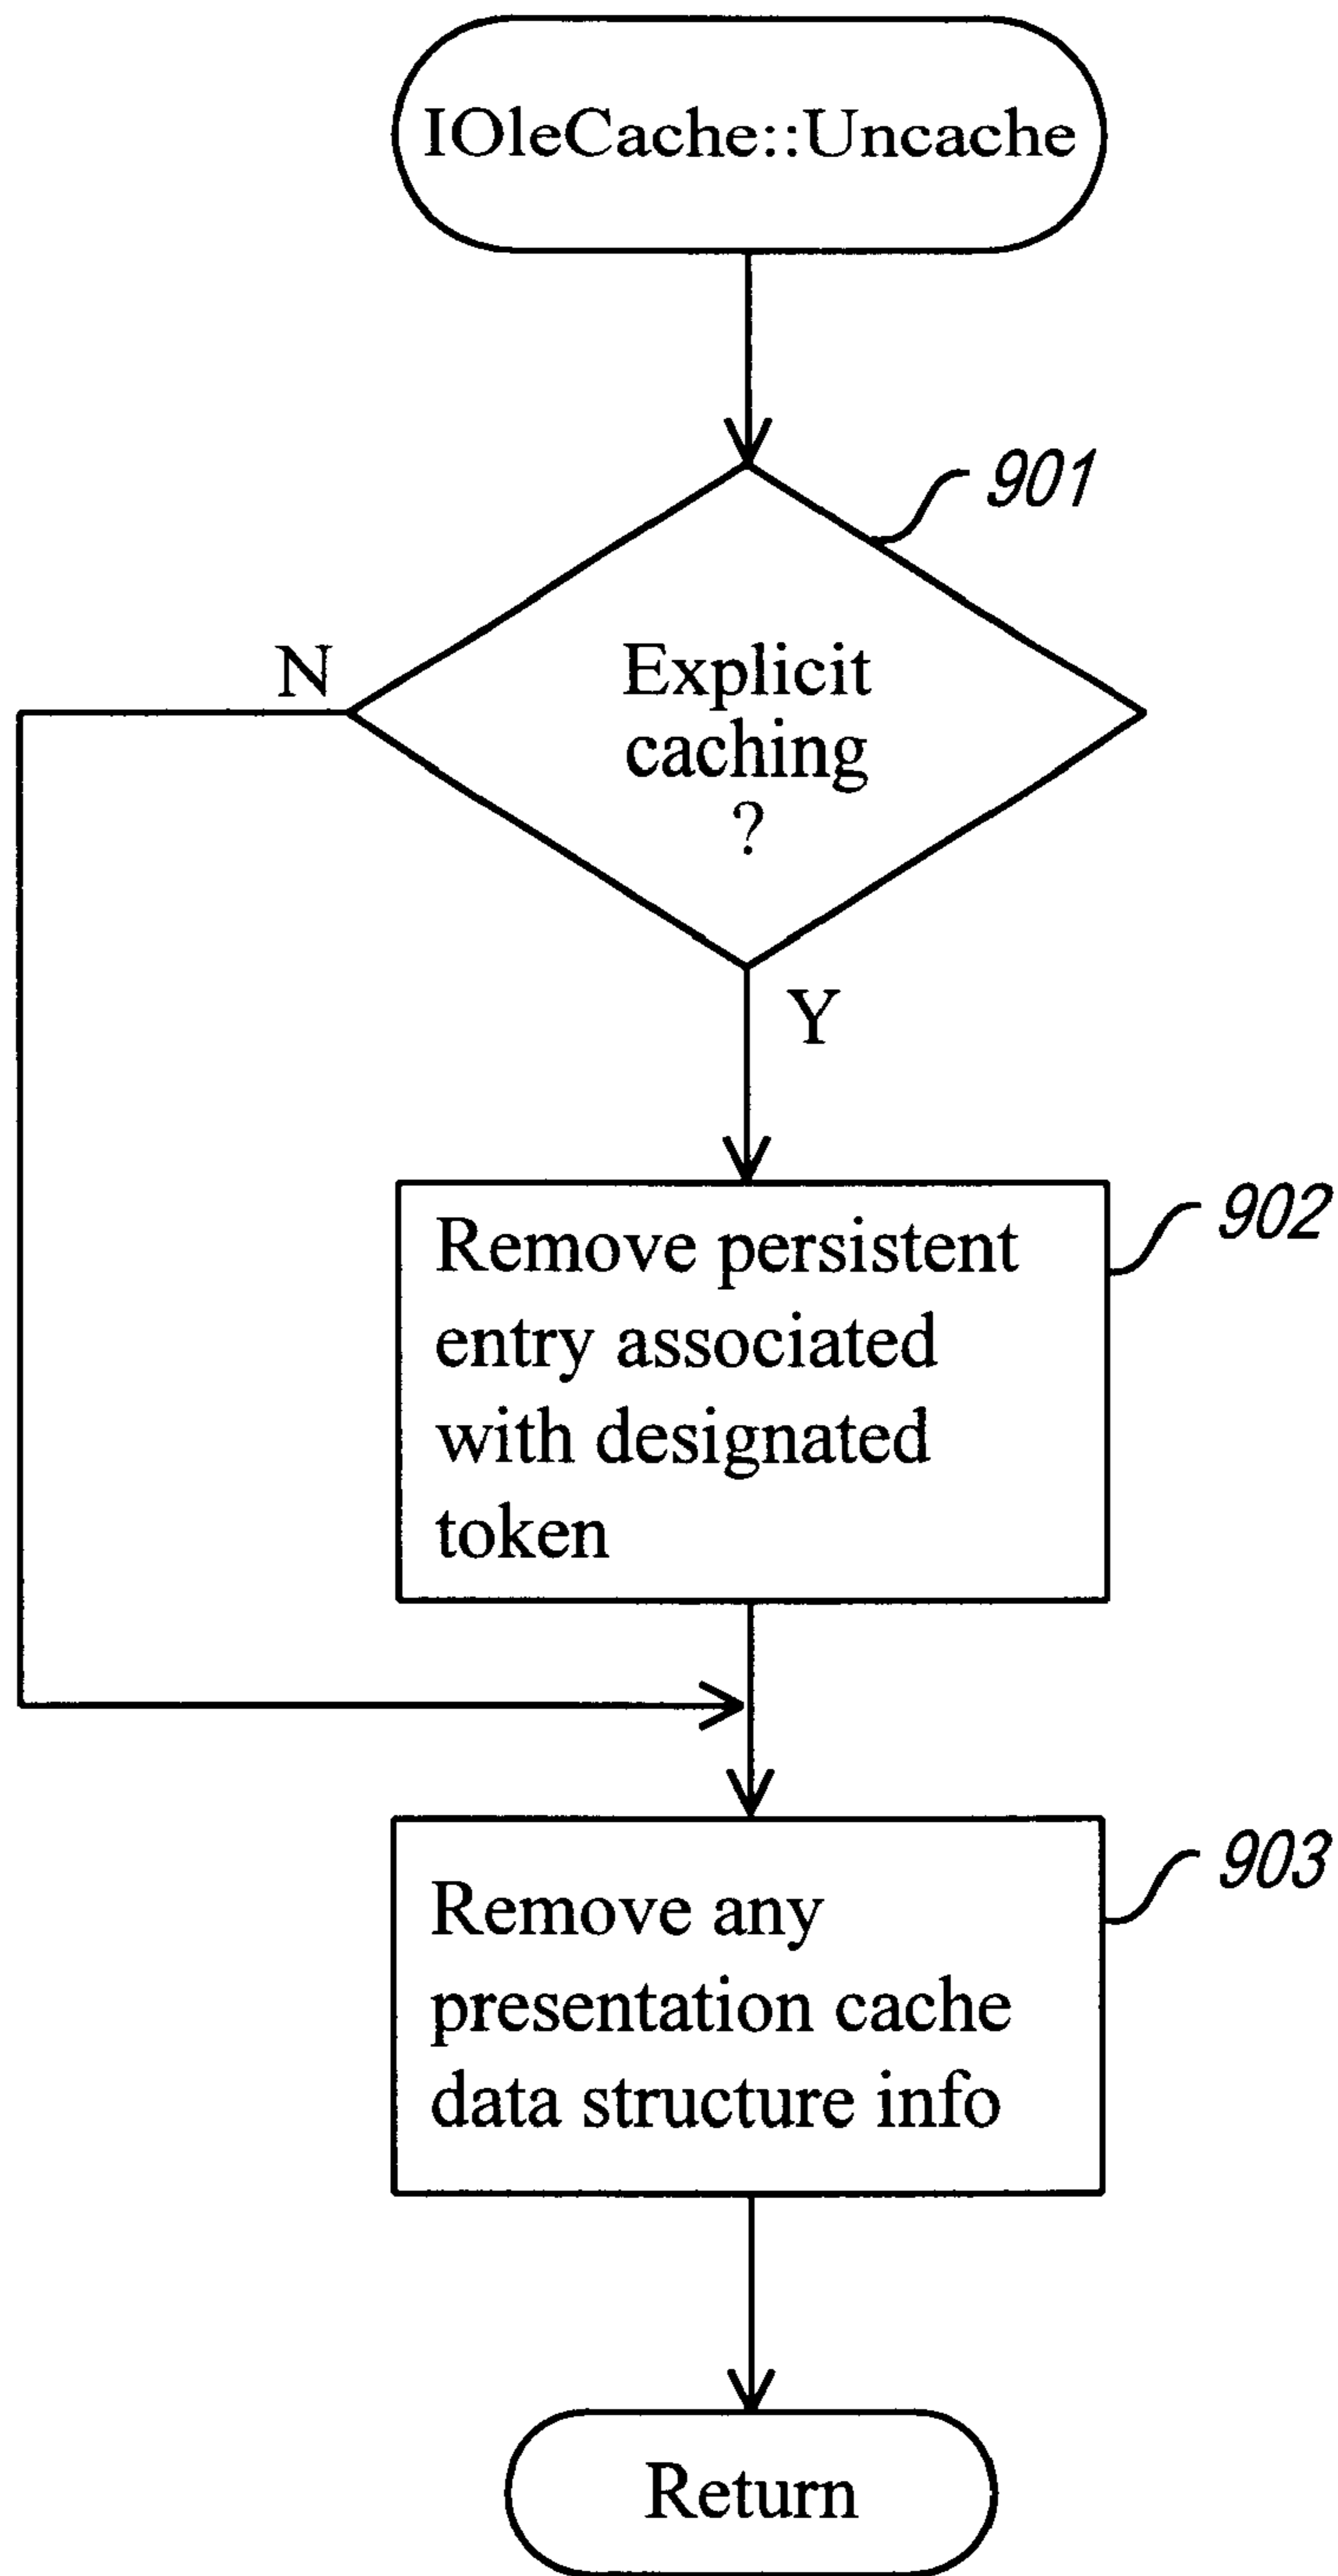 IOleCache::Uncache
901
N
Explicit
caching
?
Y
902
Remove persistent
entry associated
with designated
token
903
Remove any
presentation cache
data structure info
Return